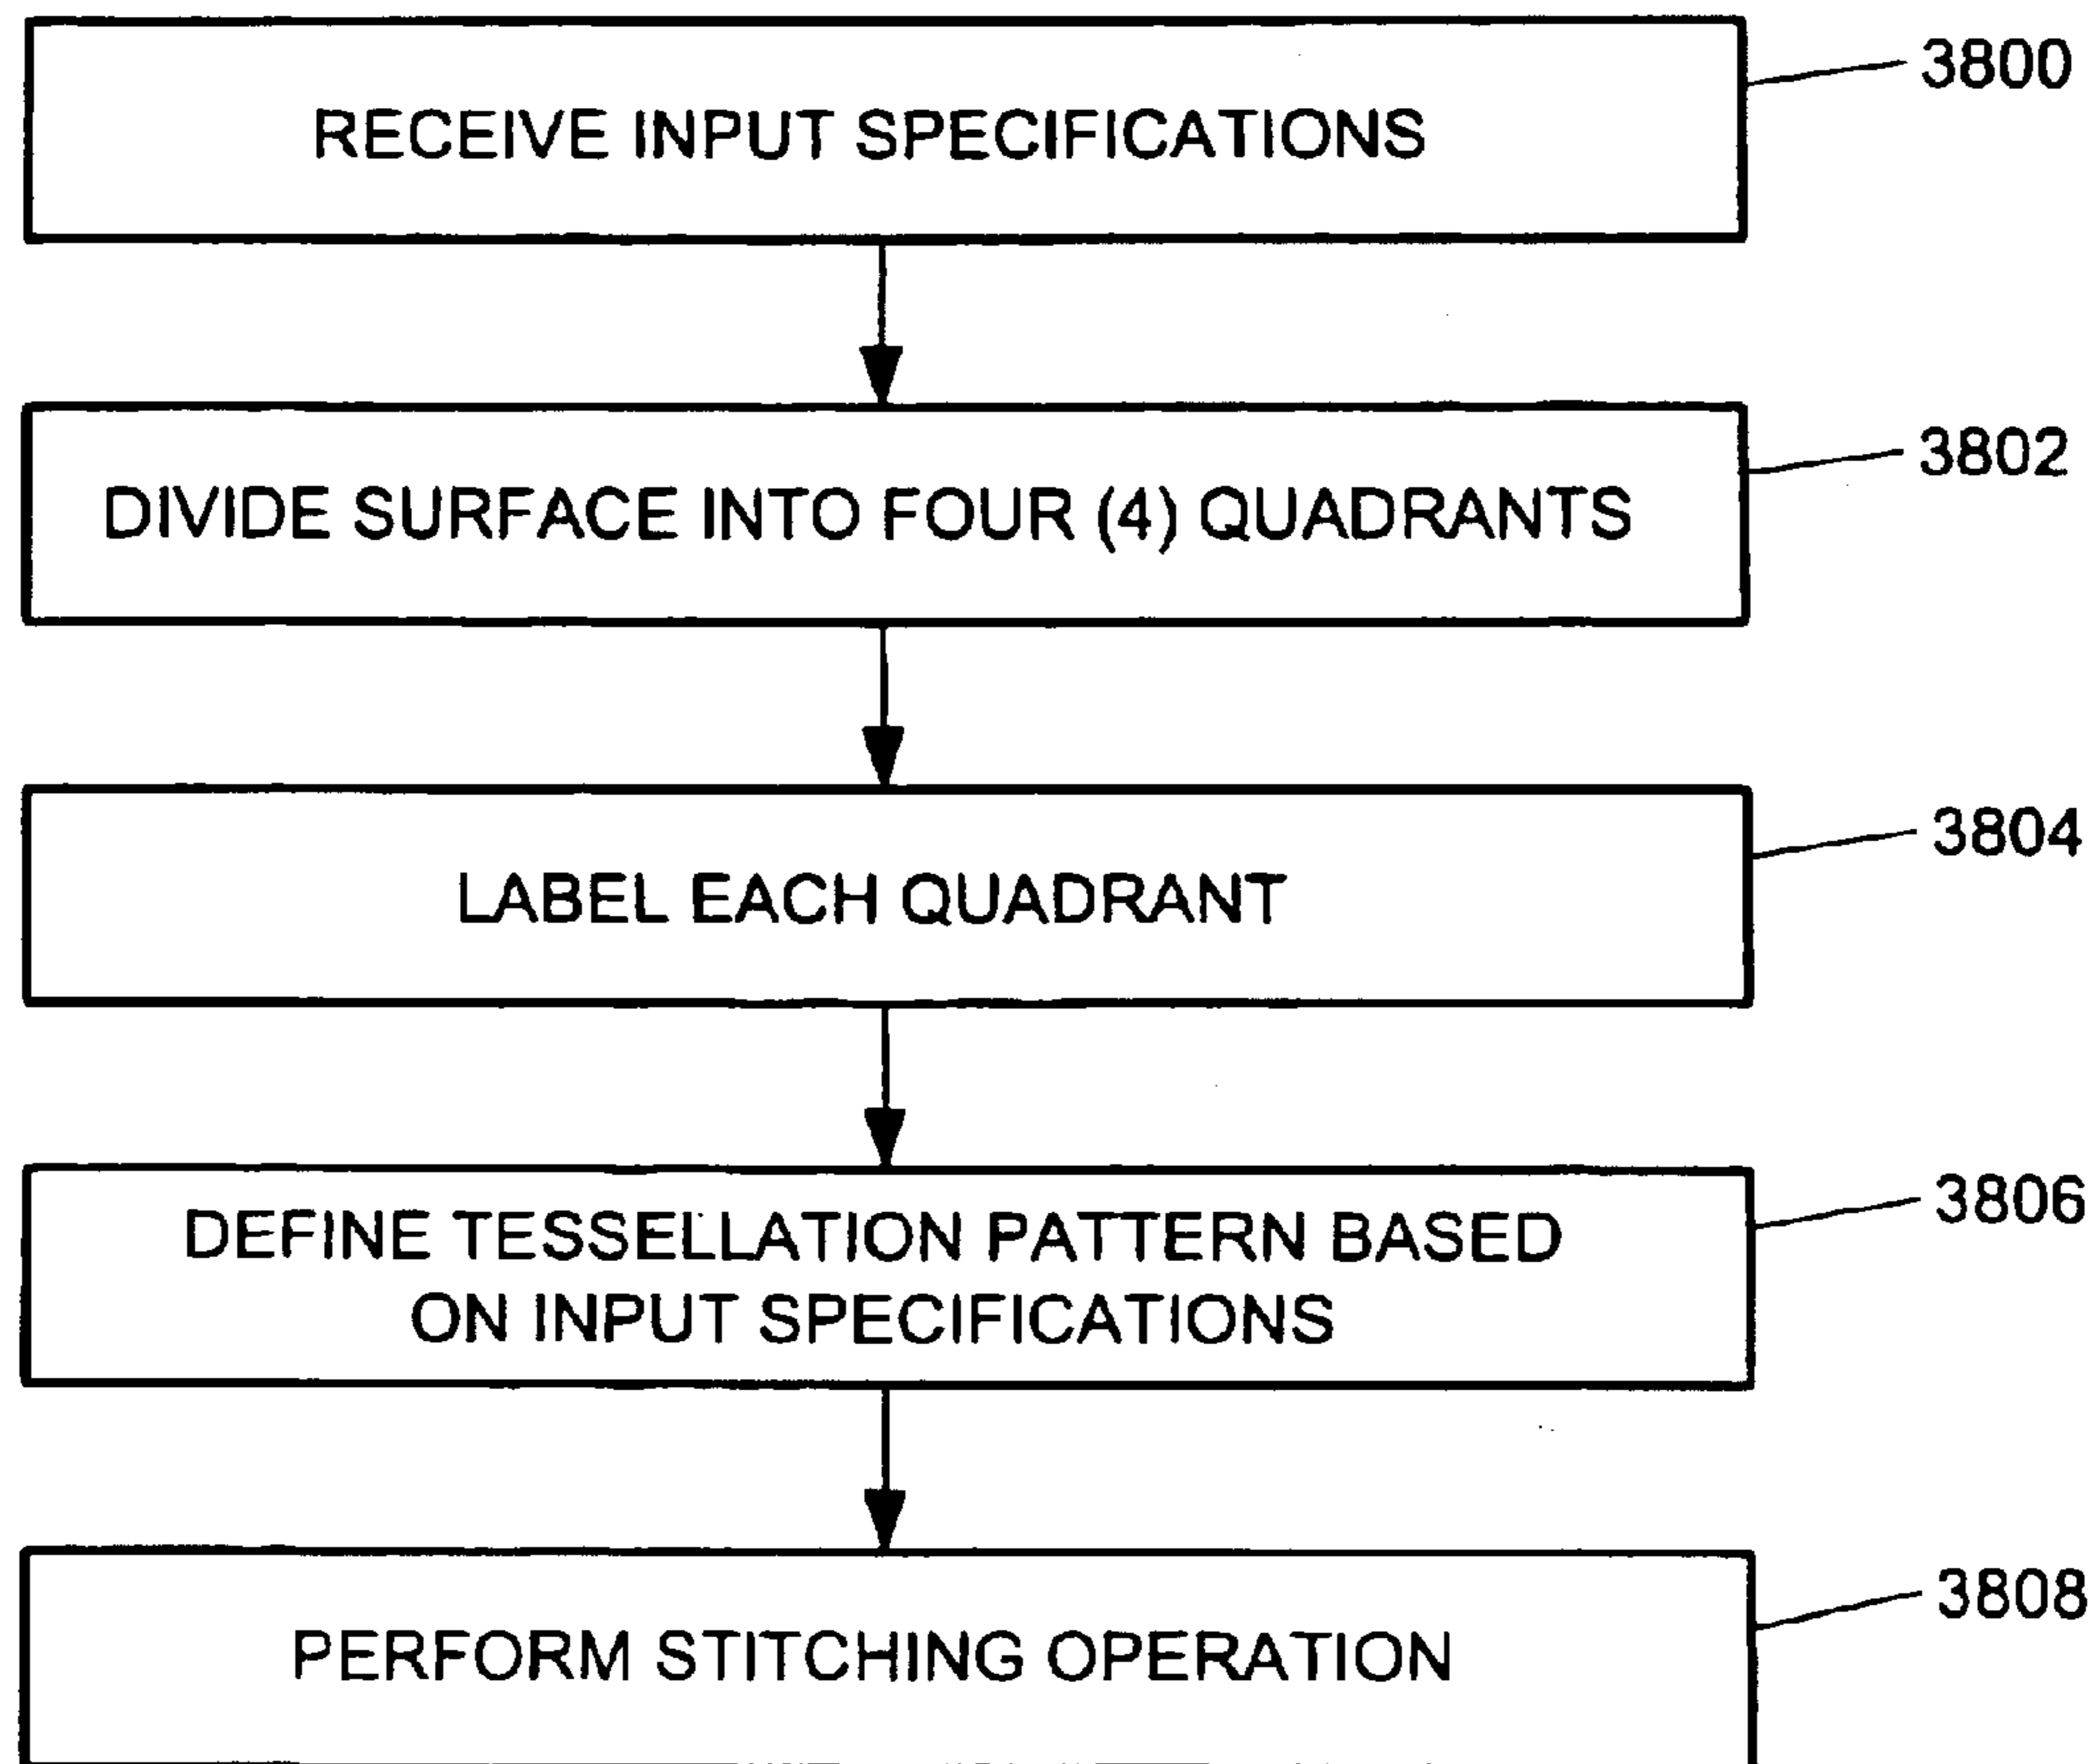 RECEIVE INPUT SPECIFICATIONS
3800
DIVIDE SURFACE INTO FOUR (4) QUADRANTS
3802
LABEL EACH QUADRANT
3804
DEFINE TESSELLATION PATTERN BASED
ON INPUT SPECIFICATIONS
3806
PERFORM STITCHING OPERATION
3808